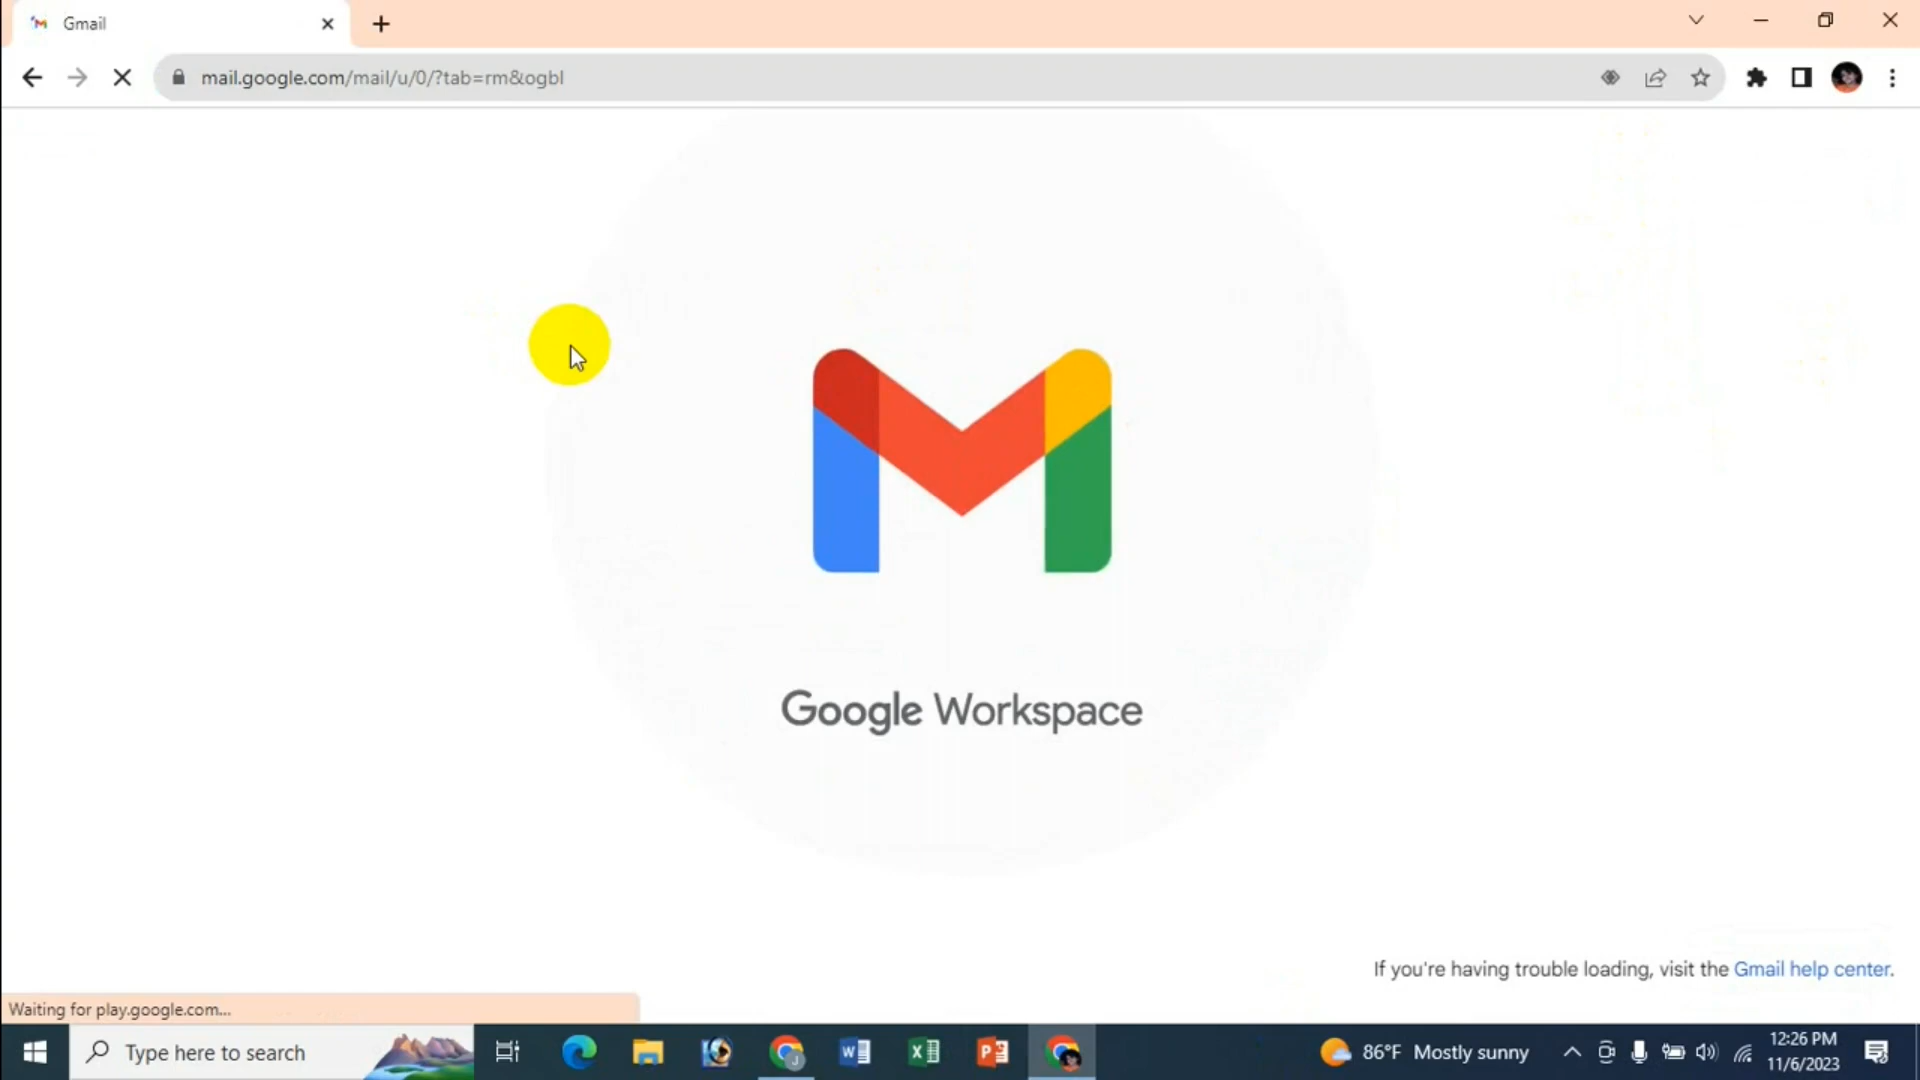 Gmail
mail.google.com/mail/u/0/?tab=rm&ogbl
Google Workspace
If you're having trouble loading, visit the Gmail help center.
Waiting for play.google.com...
Type here to search
86°F Mostly sunny
12:26 PM
11/6/2023